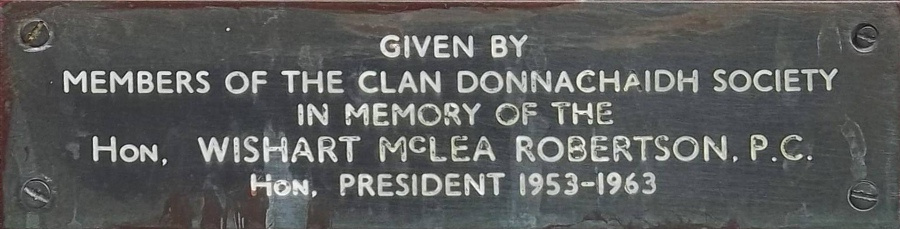 GIVEN BY
MEMBERS OF THE CLAN DONNACHAIDH SOCIETY
IN MEMORY OF THE
HON, WISHART McLEA ROBERTSON, P.C.
HON, PRESIDENT 1953-1963